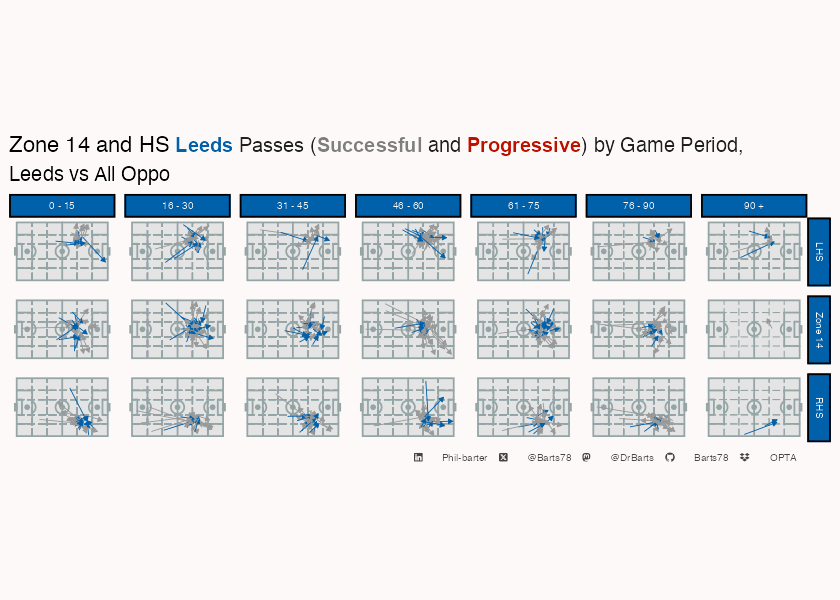 Zone 14 and HS Leeds Passes (Successful and Progressive) by Game Period,
Leeds vs All Oppo
0 - 15 16 - 30 31 - 45 46 - 60 61 - 75 76 - 90 90 +
LHS
Zone 14
RHS
Phil-barter @Barts78 @DrBarts Barts78 OPTA